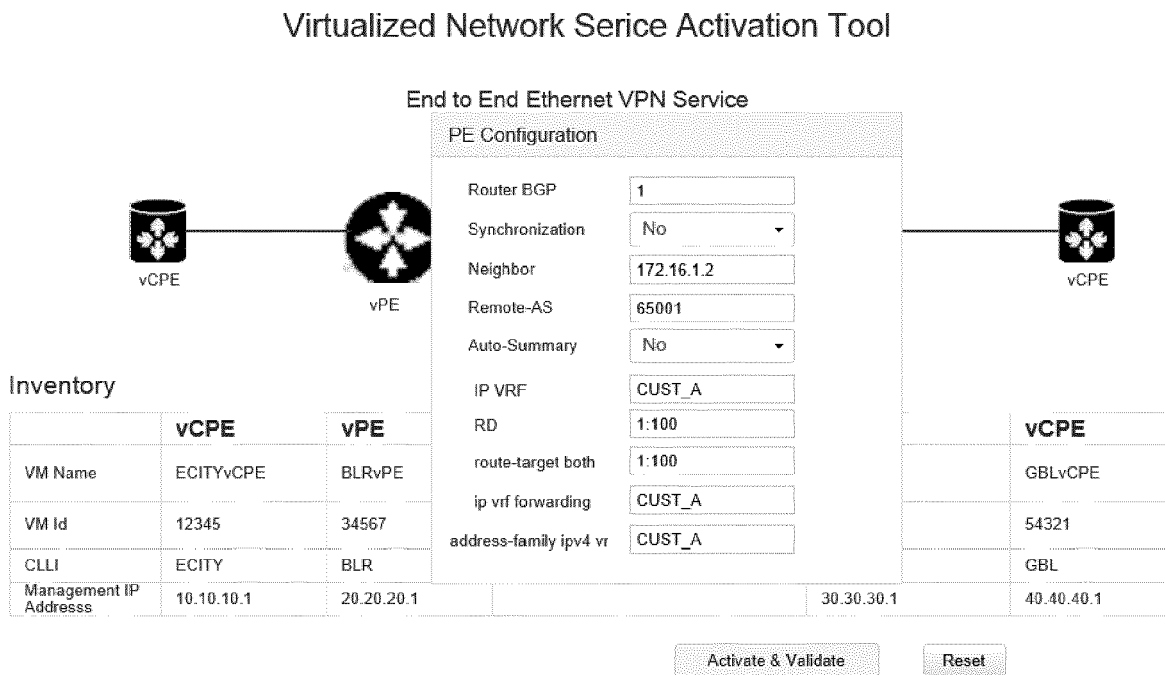 Virtualized Network Serice Activation Tool
End to End Ethernet VPN Service
PE Configuration
Router BGP 1
Synchronization No
Neighbor 172.16.1.2
Remote-AS 65001
Auto-Summary No
IP VRF CUST_A
RD 1:100
route-target both 1:100
ip vrf forwarding CUST_A
address-family ipv4 vr CUST_A
vCPE
vPE
vCPE
Inventory
vCPE vPE vCPE
VM Name ECITYvCPE BLRvPE GBLvCPE
VM Id 12345 34567 54321
CLLI ECITY BLR GBL
Management IP
Addresss 10.10.10.1 20.20.20.1 30.30.30.1 40.40.40.1
Activate & Validate Reset